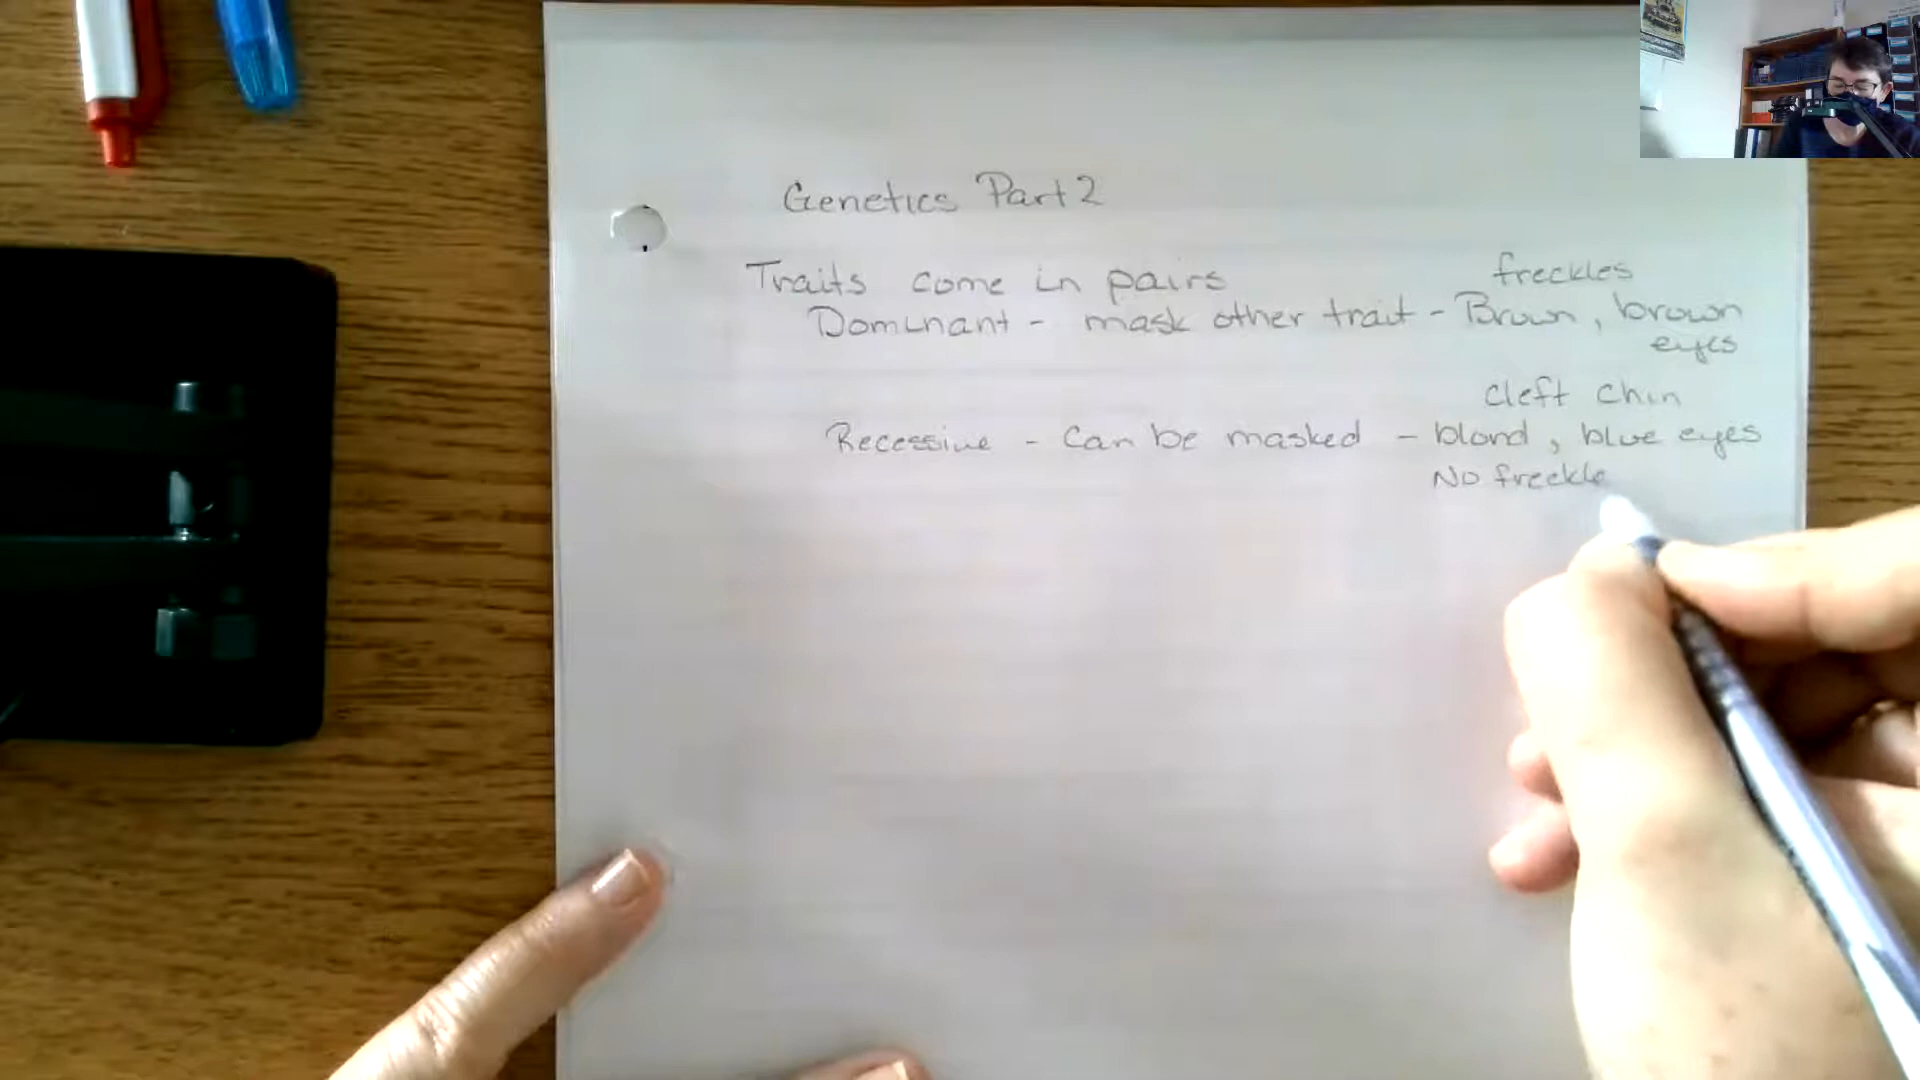 Genetics Part 2
Traits come in pairs
freckles
Dominant - mask other trait - Brown, brown
eyes
cleft chin
Recessive - Can be masked - blond, blue eyes
No freckle